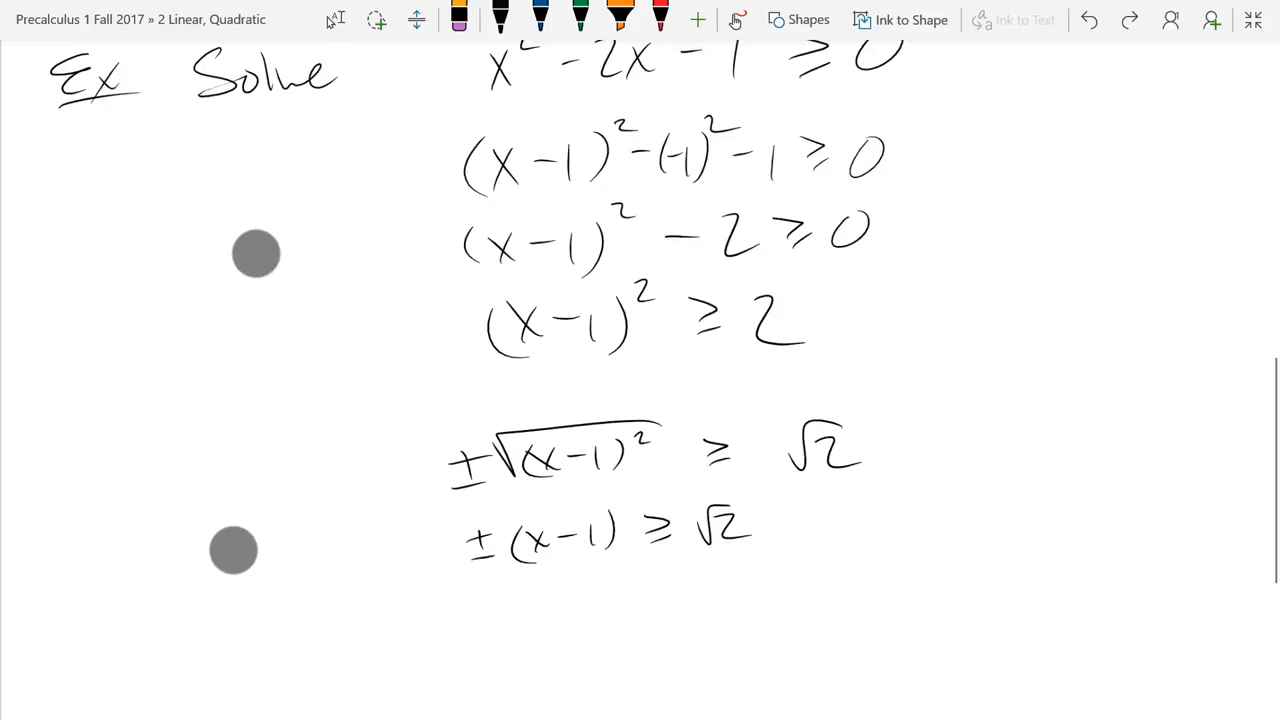 Precalculus 1 Fall 2017 » 2 Linear, Quadratic
Shapes Ink to Shape Ink to Text
Ex Solve x² - 2x - 1 ≥ 0
(x-1)² - (-1)² - 1 ≥ 0
(x-1)² - 2 ≥ 0
(x-1)² ≥ 2
±√(x-1)² ≥ √2
±(x-1) ≥ √2